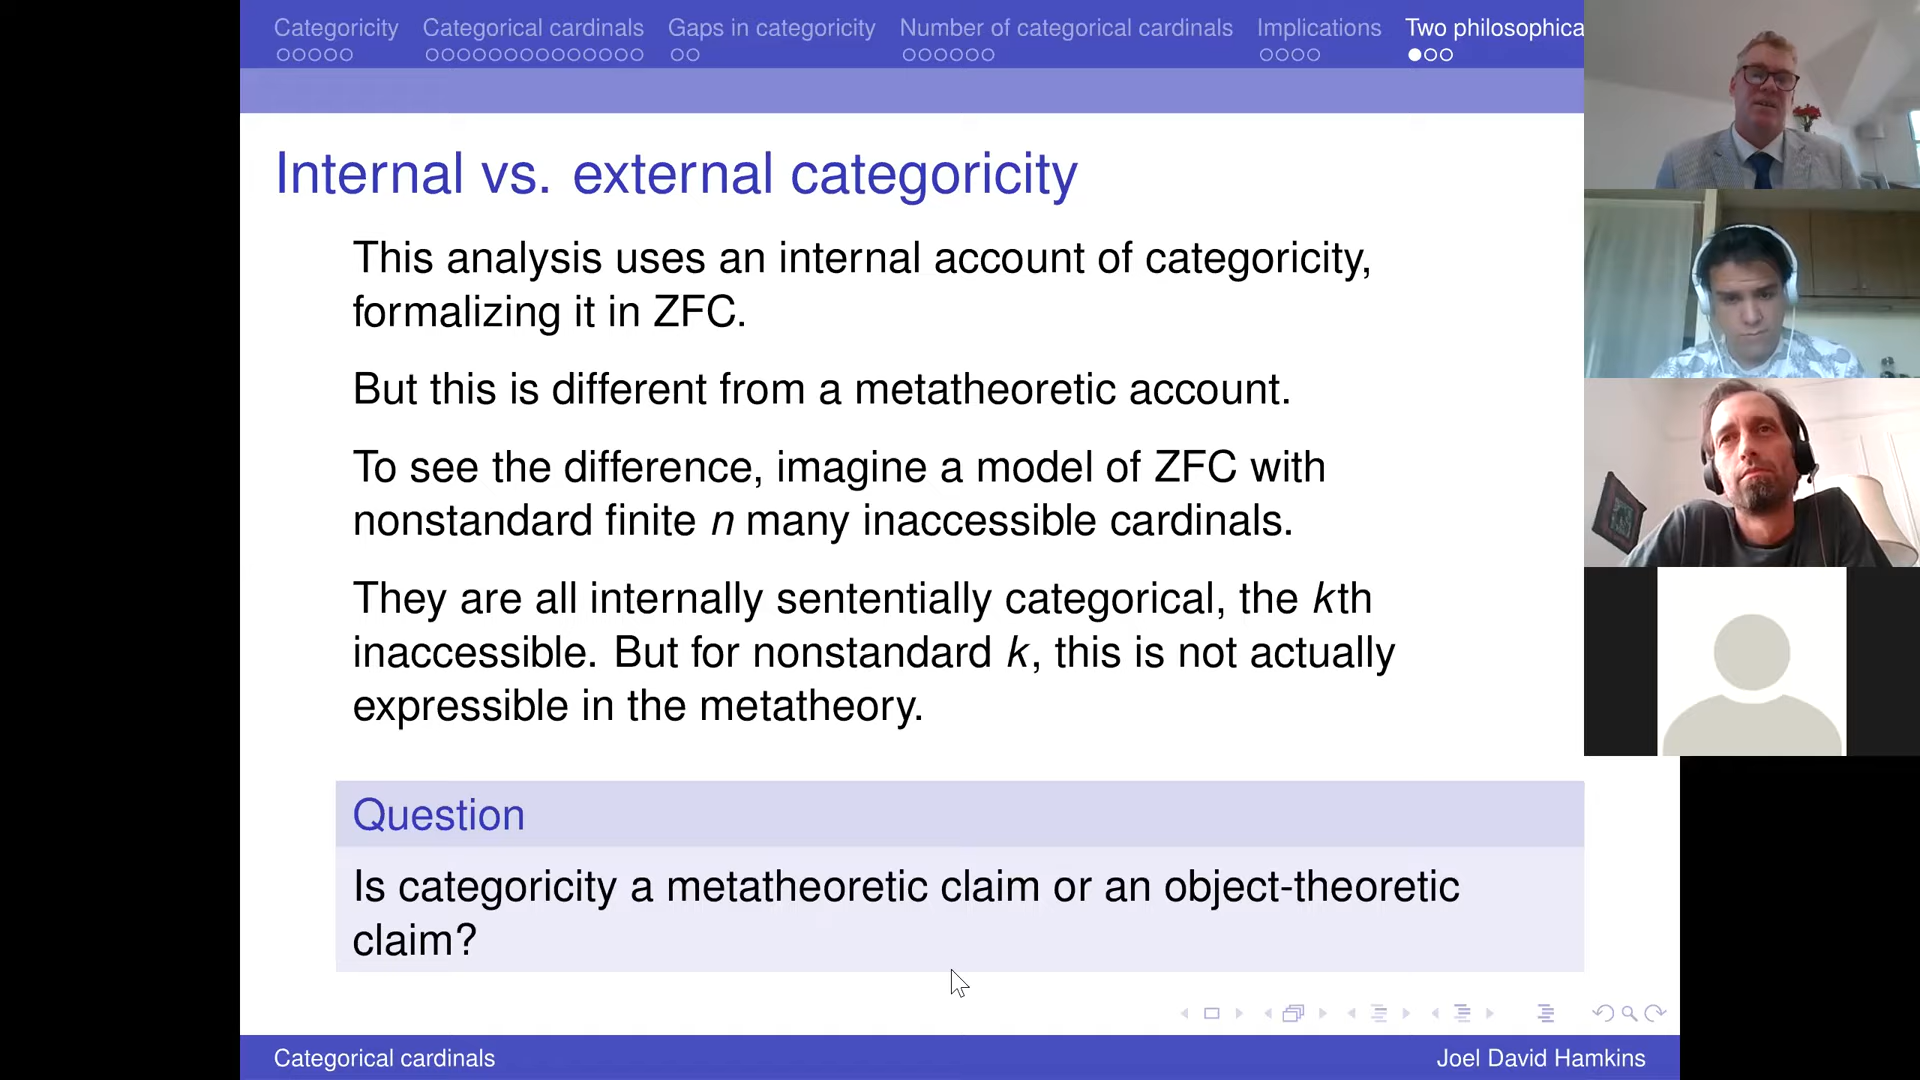 Categoricity Categorical cardinals Gaps in categoricity Number of categorical cardinals Implications Two philosophica
Internal vs. external categoricity
This analysis uses an internal account of categoricity,
formalizing it in ZFC.
But this is different from a metatheoretic account.
To see the difference, imagine a model of ZFC with
nonstandard finite n many inaccessible cardinals.
They are all internally sententially categorical, the kth
inaccessible. But for nonstandard k, this is not actually
expressible in the metatheory.
Question
Is categoricity a metatheoretic claim or an object-theoretic
claim?
Categorical cardinals Joel David Hamkins